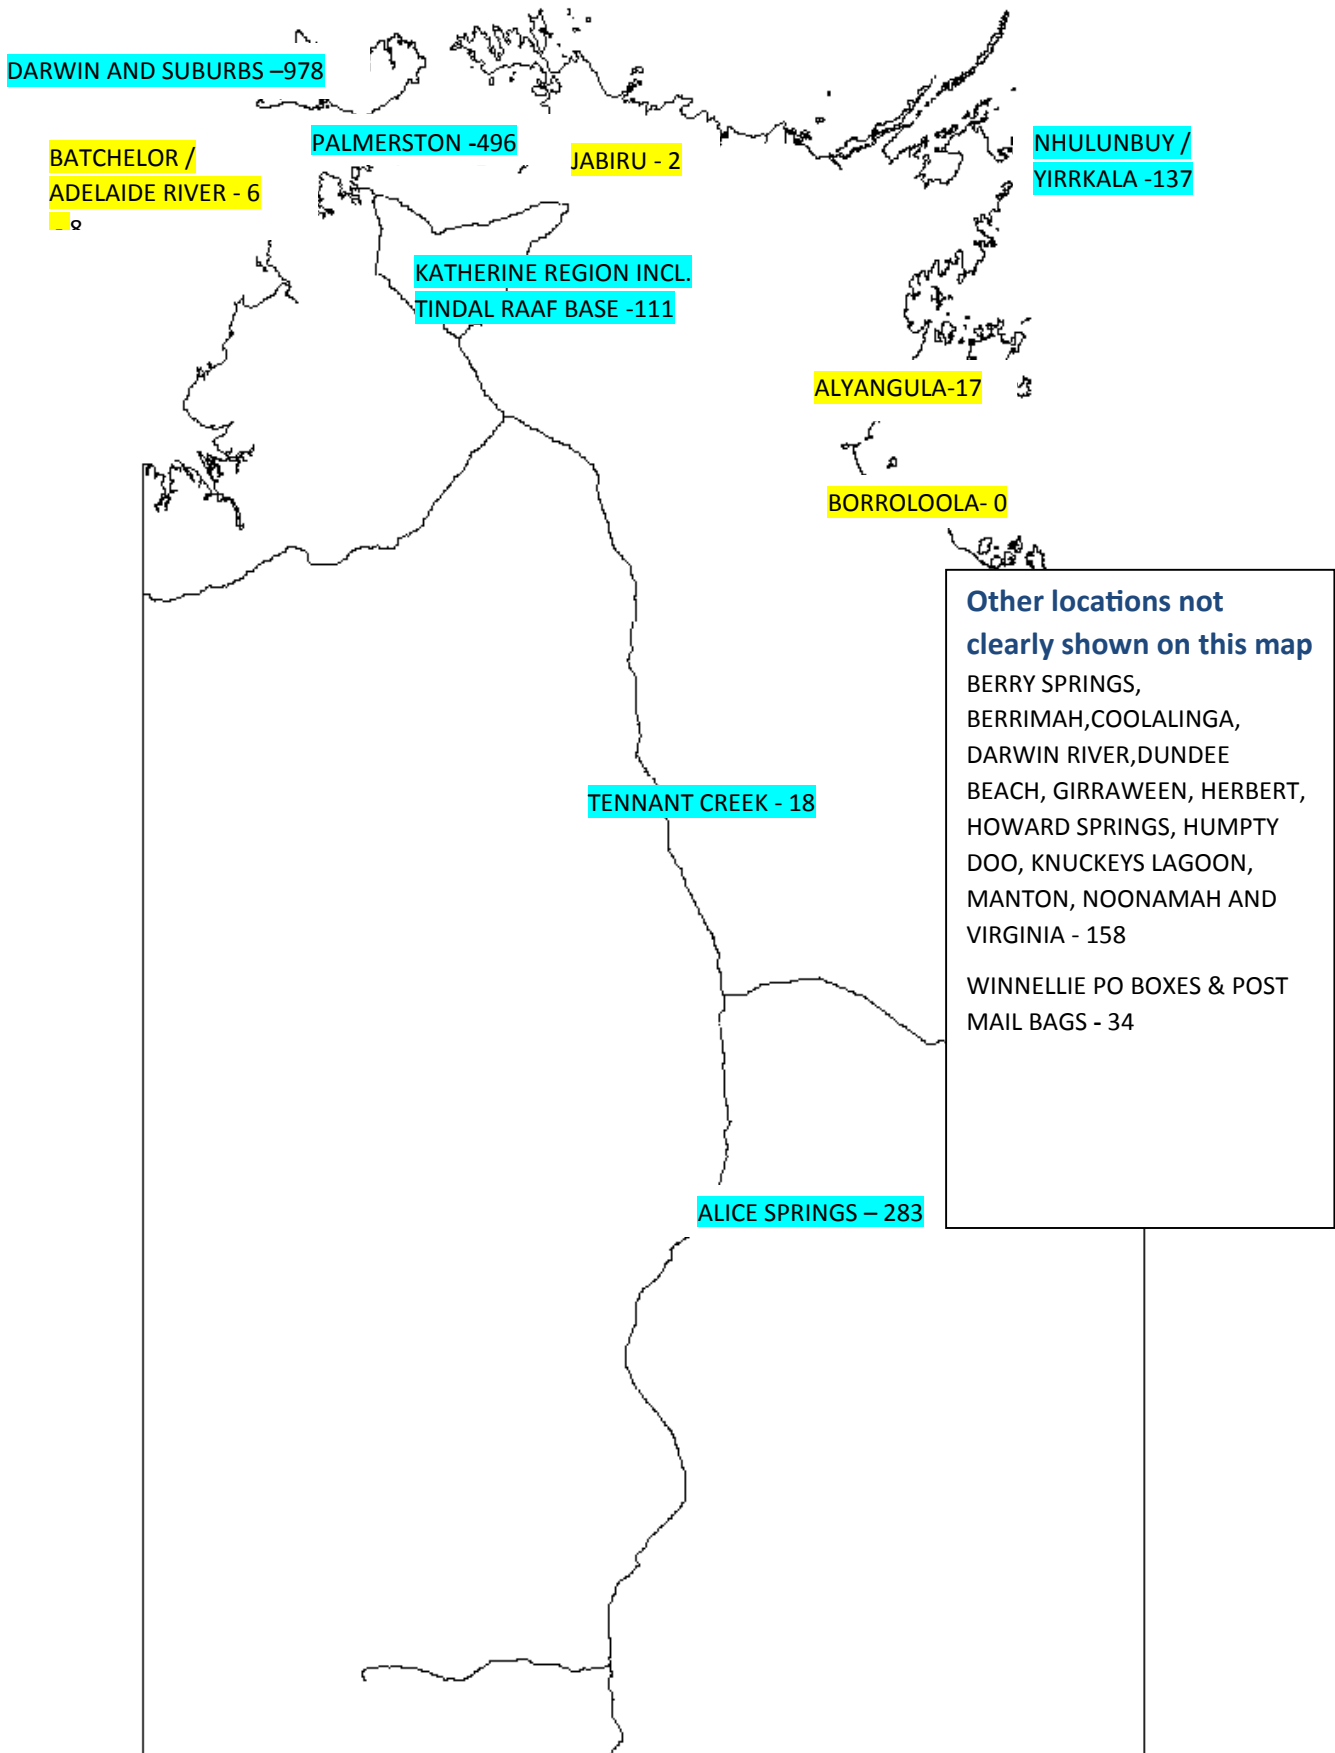 DARWIN AND SUBURBS –978
PALMERSTON -496
BATCHELOR /
ADELAIDE RIVER - 6
- 8
JABIRU - 2
NHULUNBUY /
YIRRKALA -137
KATHERINE REGION INCL.
TINDAL RAAF BASE -111
ALYANGULA-17
BORROLOOLA- 0
Other locations not
clearly shown on this map
BERRY SPRINGS,
BERRIMAH,COOLALINGA,
DARWIN RIVER,DUNDEE
BEACH, GIRRAWEEN, HERBERT,
HOWARD SPRINGS, HUMPTY
DOO, KNUCKEYS LAGOON,
MANTON, NOONAMAH AND
VIRGINIA - 158
WINNELLIE PO BOXES & POST
MAIL BAGS - 34
TENNANT CREEK - 18
ALICE SPRINGS – 283